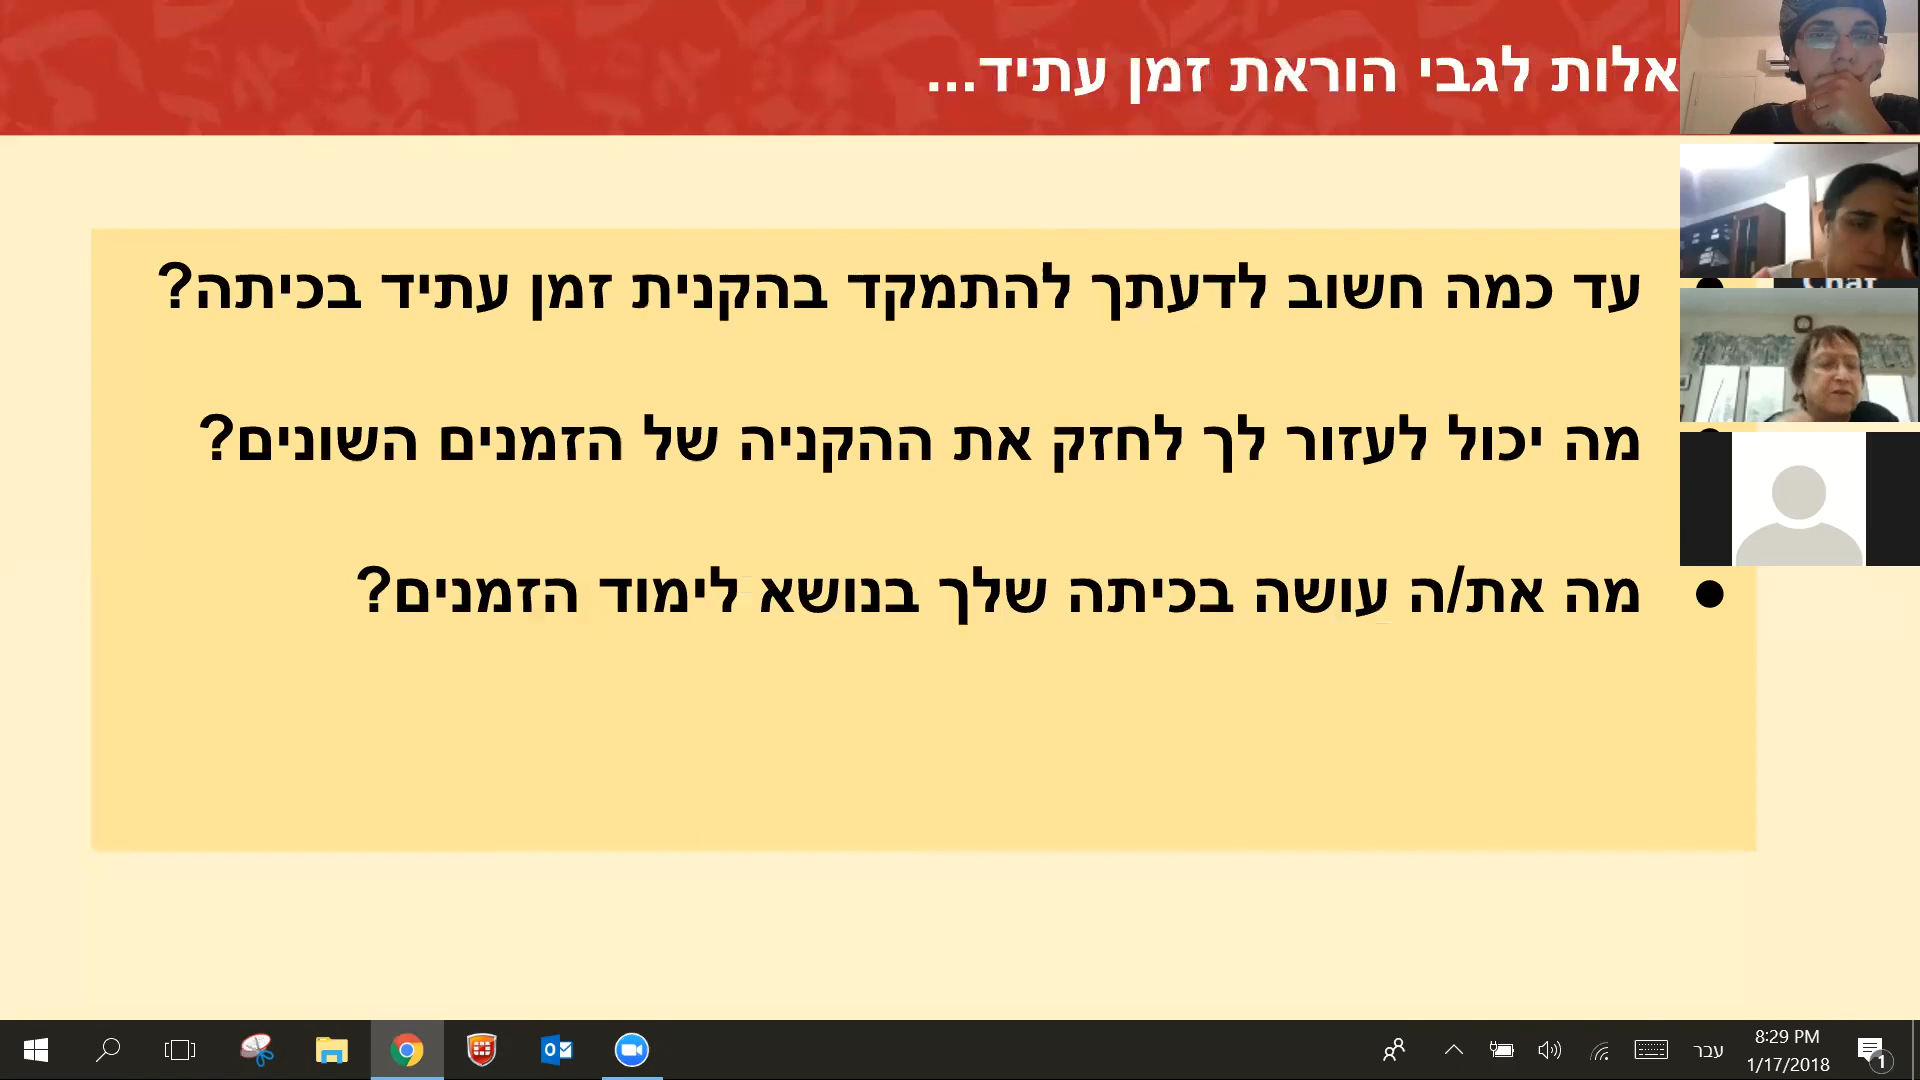 אלות לגבי הוראת זמן עתיד...
עד כמה חשוב לדעתך להתמקד בהקנית זמן עתיד בכיתה?
Chat
מה יכול לעזור לך לחזק את ההקניה של הזמנים השונים?
● מה את/ה עושה בכיתה שלך בנושא לימוד הזמנים?
עבר
8:29 PM
1/17/2018
1